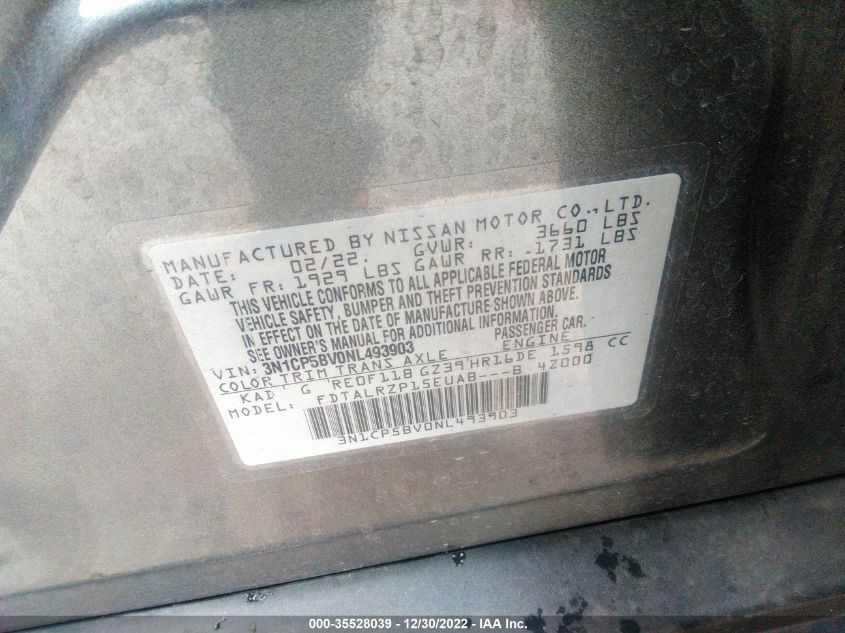 MANUFACTURED BY NISSAN MOTOR CO., LTD.
DATE: 02/22. GVWR: 3660 LBS
GAWR FR: 1929 LBS GAWR RR: 1731 LBS
THIS VEHICLE CONFORMS TO ALL APPLICABLE FEDERAL MOTOR
VEHICLE SAFETY, BUMPER AND THEFT PREVENTION STANDARDS
IN EFFECT ON THE DATE OF MANUFACTURE SHOWN ABOVE.
SEE OWNER'S MANUAL FOR ADDITIONAL INFORMATION.
VIN: 3N1CP5BV0NL493903 PASSENGER CAR.
COLOR TRIM TRANS AXLE ENGINE
KAD G RE0F11B GZ39 HR16DE 1598 CC
MODEL: FDTALRZP15EUAB---B 4Z000
3N1CP5BV0NL493903
000-35528039 — 12/30/2022 — IAA Inc.